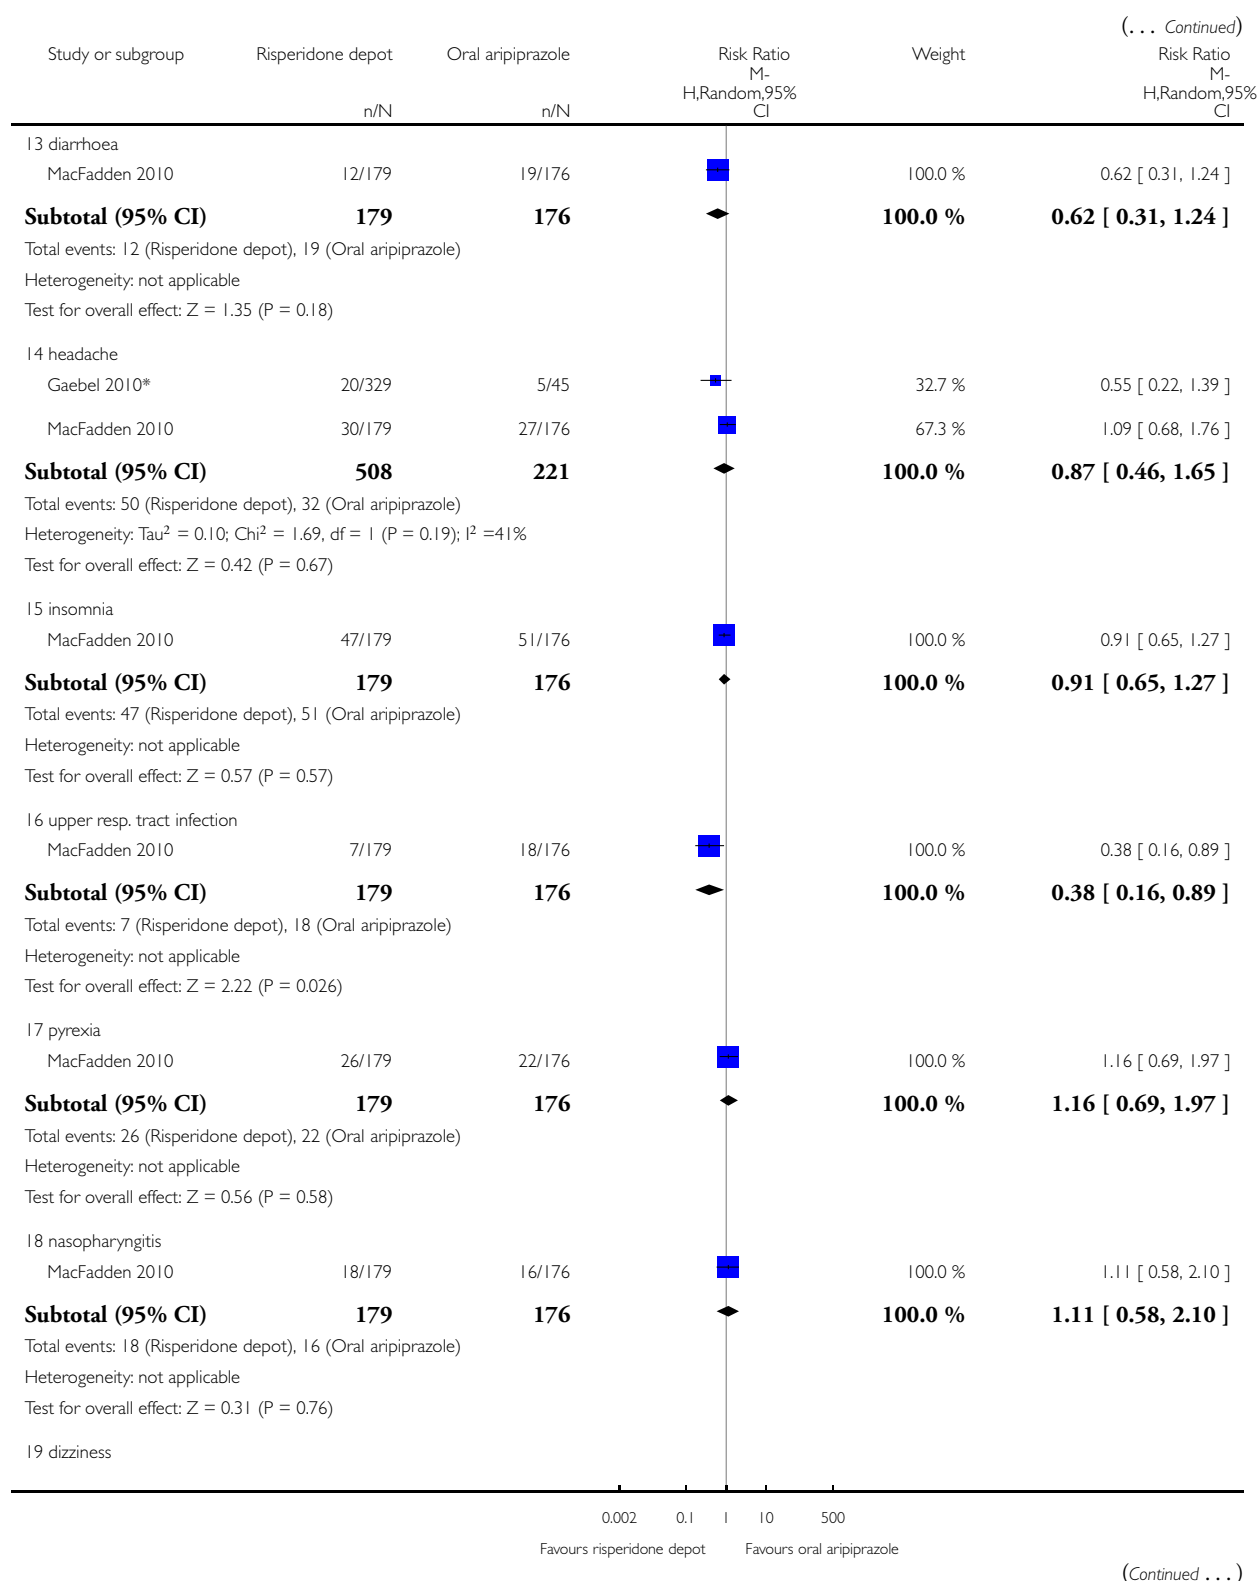 (... Continued)
Study or subgroup Risperidone depot Oral aripiprazole Risk Ratio Weight Risk Ratio
M- M-
H,Random,95% H,Random,95%
n/N n/N CI CI
13 diarrhoea
MacFadden 2010 12/179 19/176 100.0 % 0.62 [ 0.31, 1.24 ]
Subtotal (95% CI) 179 176 100.0 % 0.62 [ 0.31, 1.24 ]
Total events: 12 (Risperidone depot), 19 (Oral aripiprazole)
Heterogeneity: not applicable
Test for overall effect: Z = 1.35 (P = 0.18)
14 headache
Gaebel 2010* 20/329 5/45 32.7 % 0.55 [ 0.22, 1.39 ]
MacFadden 2010 30/179 27/176 67.3 % 1.09 [ 0.68, 1.76 ]
Subtotal (95% CI) 508 221 100.0 % 0.87 [ 0.46, 1.65 ]
Total events: 50 (Risperidone depot), 32 (Oral aripiprazole)
Heterogeneity: Tau² = 0.10; Chi² = 1.69, df = 1 (P = 0.19); I² =41%
Test for overall effect: Z = 0.42 (P = 0.67)
15 insomnia
MacFadden 2010 47/179 51/176 100.0 % 0.91 [ 0.65, 1.27 ]
Subtotal (95% CI) 179 176 100.0 % 0.91 [ 0.65, 1.27 ]
Total events: 47 (Risperidone depot), 51 (Oral aripiprazole)
Heterogeneity: not applicable
Test for overall effect: Z = 0.57 (P = 0.57)
16 upper resp. tract infection
MacFadden 2010 7/179 18/176 100.0 % 0.38 [ 0.16, 0.89 ]
Subtotal (95% CI) 179 176 100.0 % 0.38 [ 0.16, 0.89 ]
Total events: 7 (Risperidone depot), 18 (Oral aripiprazole)
Heterogeneity: not applicable
Test for overall effect: Z = 2.22 (P = 0.026)
17 pyrexia
MacFadden 2010 26/179 22/176 100.0 % 1.16 [ 0.69, 1.97 ]
Subtotal (95% CI) 179 176 100.0 % 1.16 [ 0.69, 1.97 ]
Total events: 26 (Risperidone depot), 22 (Oral aripiprazole)
Heterogeneity: not applicable
Test for overall effect: Z = 0.56 (P = 0.58)
18 nasopharyngitis
MacFadden 2010 18/179 16/176 100.0 % 1.11 [ 0.58, 2.10 ]
Subtotal (95% CI) 179 176 100.0 % 1.11 [ 0.58, 2.10 ]
Total events: 18 (Risperidone depot), 16 (Oral aripiprazole)
Heterogeneity: not applicable
Test for overall effect: Z = 0.31 (P = 0.76)
19 dizziness
0.002 0.1 1 10 500
Favours risperidone depot Favours oral aripiprazole
(Continued ...)